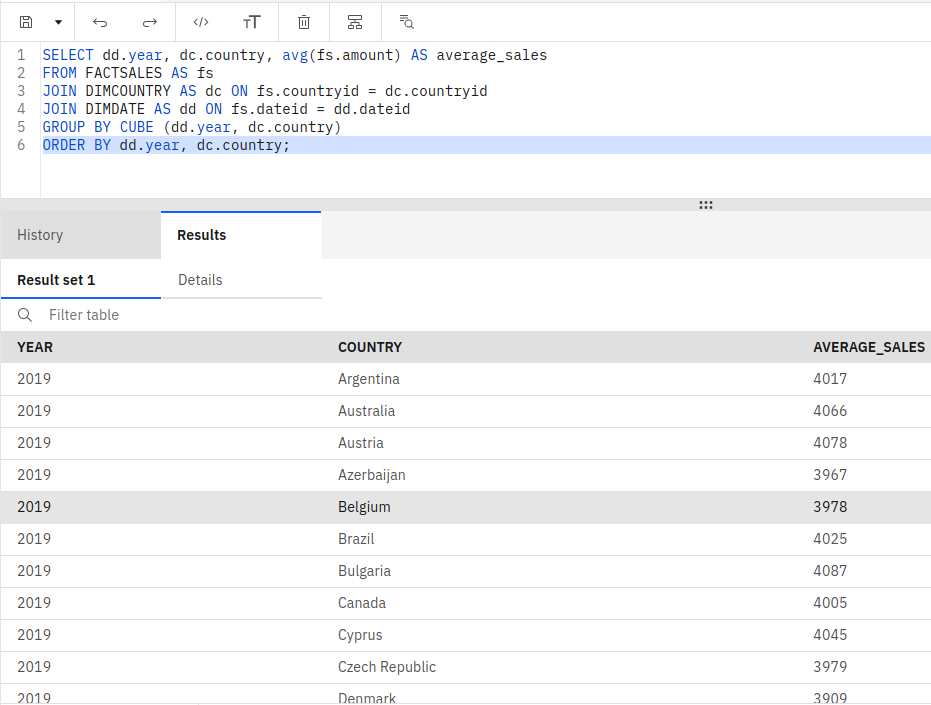 </> TT
1 SELECT dd.year, dc.country, avg(fs.amount) AS average_sales
2 FROM FACTSALES AS fs
3 JOIN DIMCOUNTRY AS dc ON fs.countryid = dc.countryid
4 JOIN DIMDATE AS dd ON fs.dateid = dd.dateid
5 GROUP BY CUBE (dd.year, dc.country)
6 ORDER BY dd.year, dc.country;
History Results
Result set 1 Details
Filter table
YEAR COUNTRY AVERAGE_SALES
2019 Argentina 4017
2019 Australia 4066
2019 Austria 4078
2019 Azerbaijan 3967
2019 Belgium 3978
2019 Brazil 4025
2019 Bulgaria 4087
2019 Canada 4005
2019 Cyprus 4045
2019 Czech Republic 3979
2019 Denmark 3909